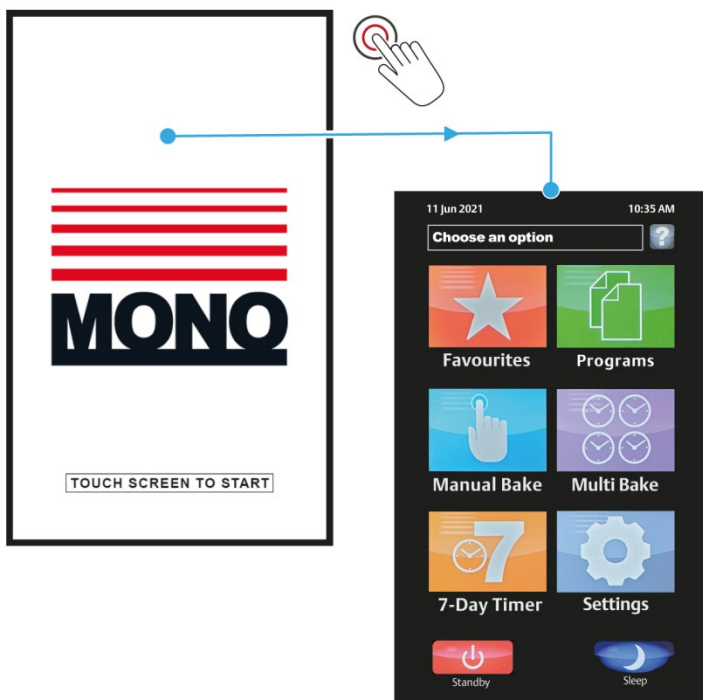 MONO
TOUCH SCREEN TO START
11 Jun 2021 10:35 AM
Choose an option ?
Favourites Programs
Manual Bake Multi Bake
7
7-Day Timer Settings
Standby Sleep